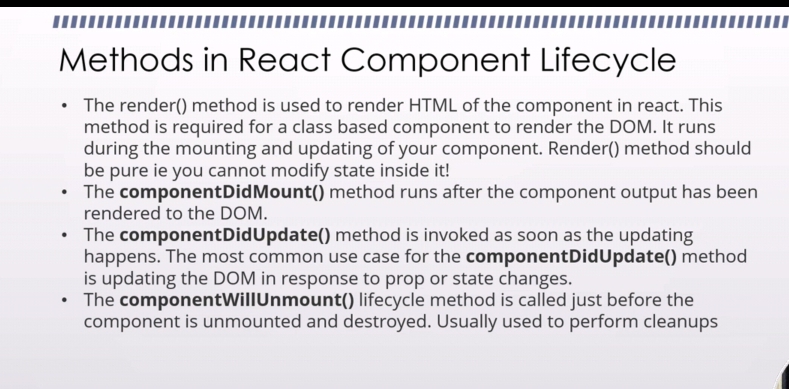 Methods in React Component Lifecycle
• The render() method is used to render HTML of the component in react. This
method is required for a class based component to render the DOM. It runs
during the mounting and updating of your component. Render() method should
be pure ie you cannot modify state inside it!
• The componentDidMount() method runs after the component output has been
rendered to the DOM.
• The componentDidUpdate() method is invoked as soon as the updating
happens. The most common use case for the componentDidUpdate() method
is updating the DOM in response to prop or state changes.
• The componentWillUnmount() lifecycle method is called just before the
component is unmounted and destroyed. Usually used to perform cleanups